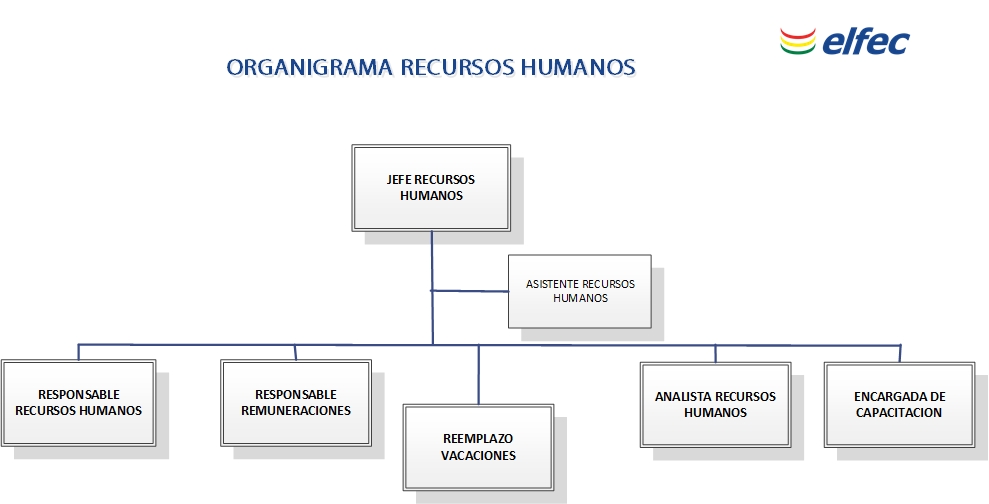 elfec
ORGANIGRAMA RECURSOS HUMANOS
JEFE RECURSOS
HUMANOS
ASISTENTE RECURSOS
HUMANOS
RESPONSABLE
RECURSOS HUMANOS
RESPONSABLE
REMUNERACIONES
REEMPLAZO
VACACIONES
ANALISTA RECURSOS
HUMANOS
ENCARGADA DE
CAPACITACION